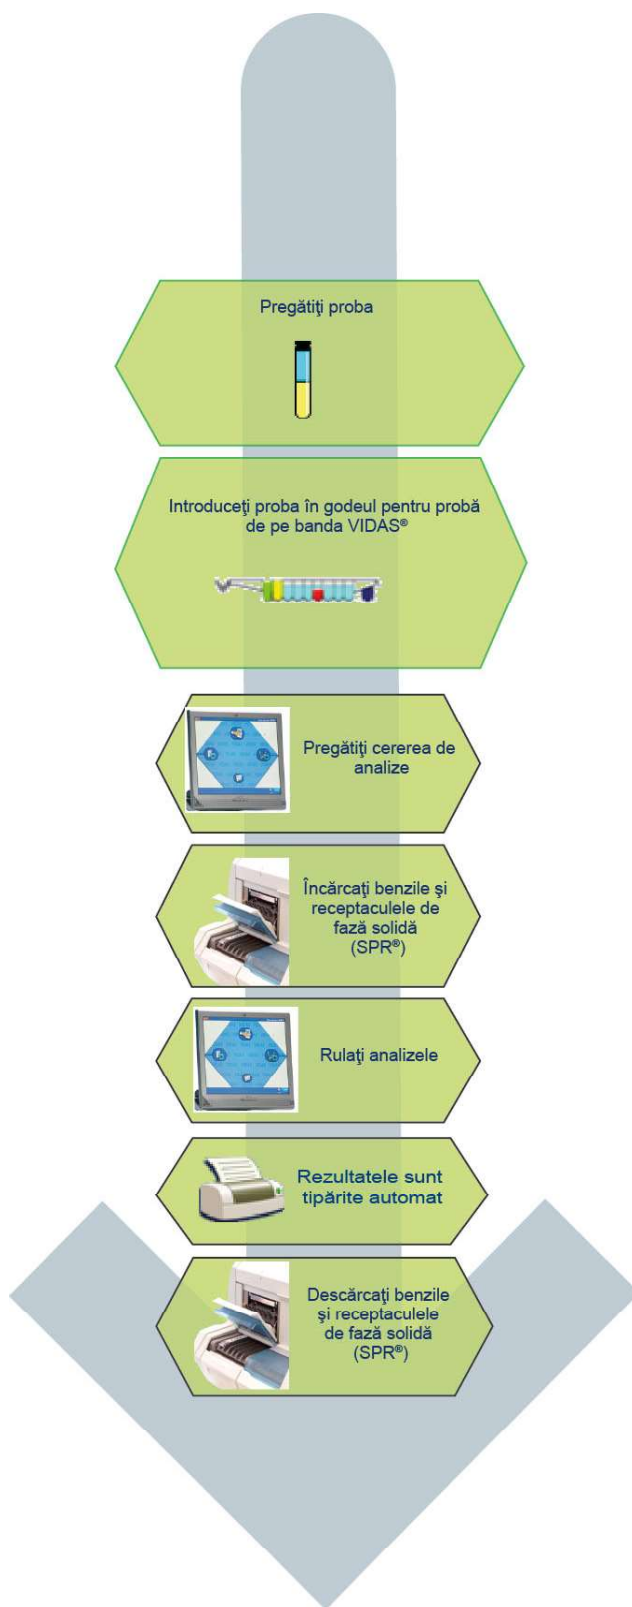 Pregătiţi proba
Introduceţi proba în godeul pentru probă
de pe banda VIDAS®
Pregătiţi cererea de
analize
Încărcaţi benzile şi
receptaculele de
fază solidă
(SPR®)
Rulaţi analizele
Rezultatele sunt
tipărite automat
Descărcaţi benzile
şi receptaculele
de fază solidă
(SPR®)